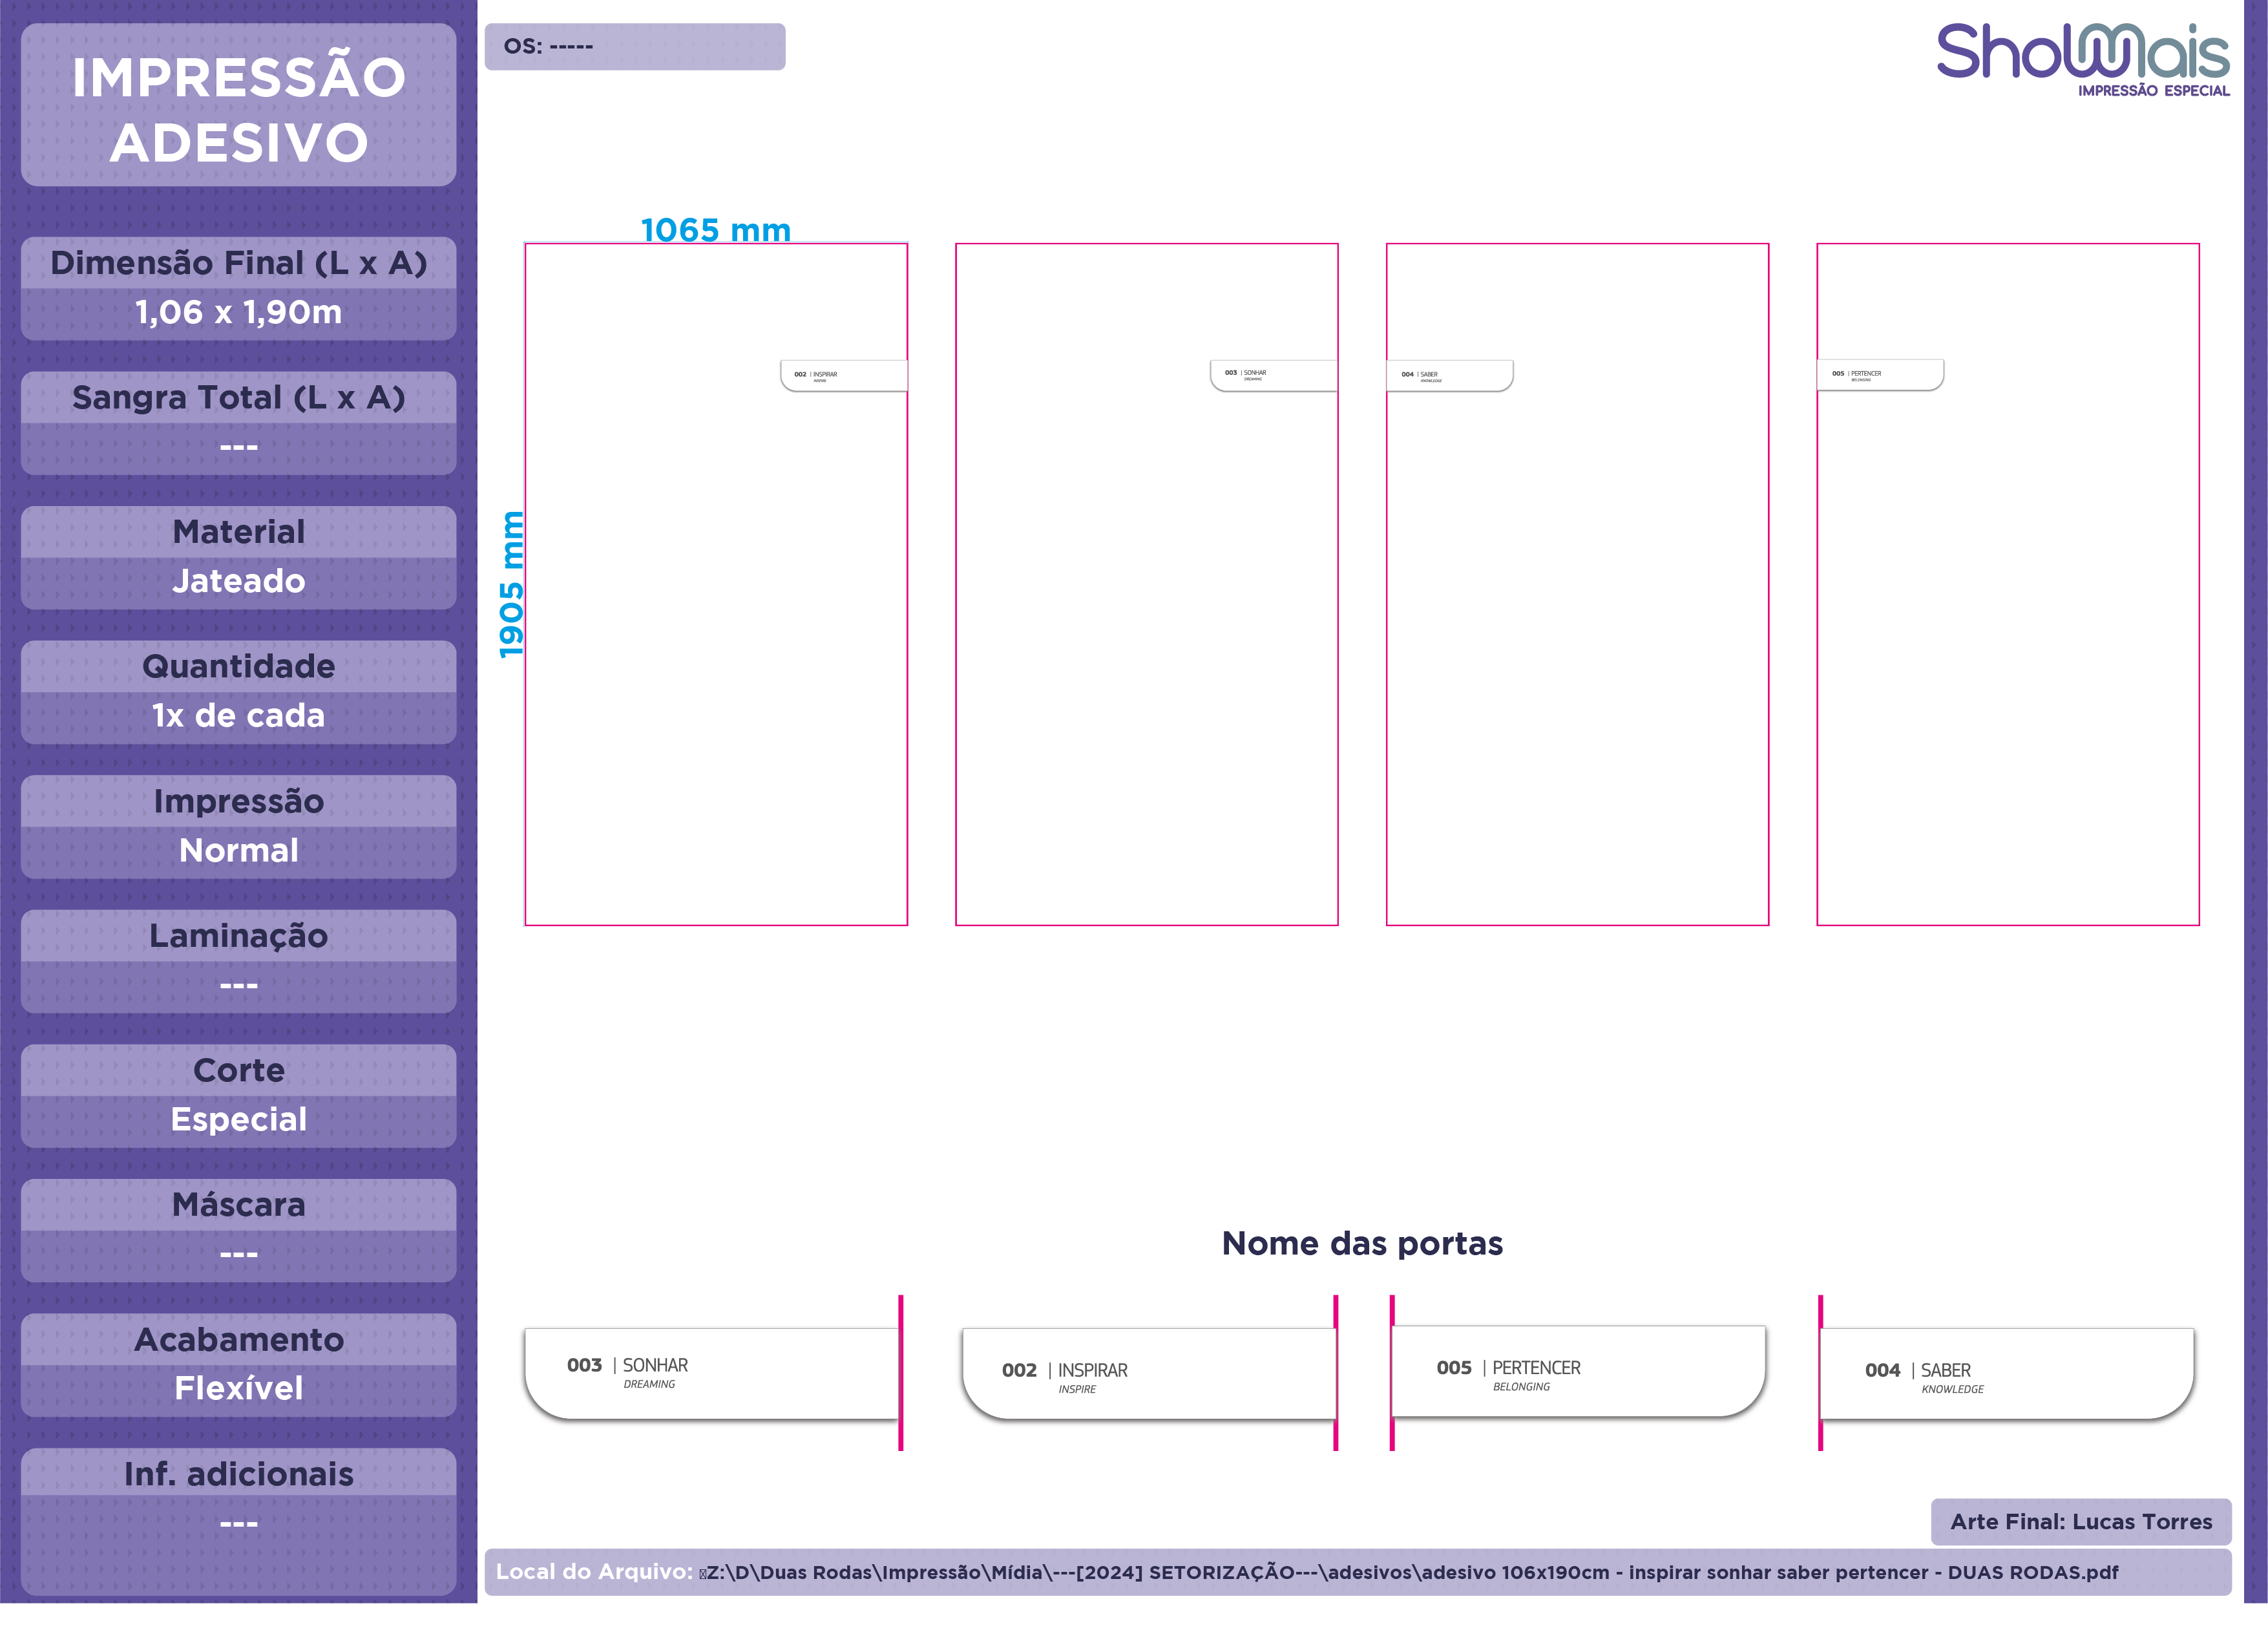 IMPRESSÃO
ADESIVO
Dimensão Final (L x A)
1,06 x 1,90m
Sangra Total (L x A)
---
Material
Jateado
Quantidade
1x de cada
Impressão
Normal
Laminação
---
Corte
Especial
Máscara
---
Acabamento
Flexível
Inf. adicionais
---
OS: -----
ShowMais
IMPRESSÃO ESPECIAL
1065 mm
1905 mm
002 | INSPIRAR
INSPIRE
003 | SONHAR
DREAMING
004 | SABER
KNOWLEDGE
005 | PERTENCER
BELONGING
Nome das portas
003 | SONHAR
DREAMING
002 | INSPIRAR
INSPIRE
005 | PERTENCER
BELONGING
004 | SABER
KNOWLEDGE
Arte Final: Lucas Torres
Local do Arquivo: Z:\D\Duas Rodas\Impressão\Mídia\---[2024] SETORIZAÇÃO---\adesivos\adesivo 106x190cm - inspirar sonhar saber pertencer - DUAS RODAS.pdf